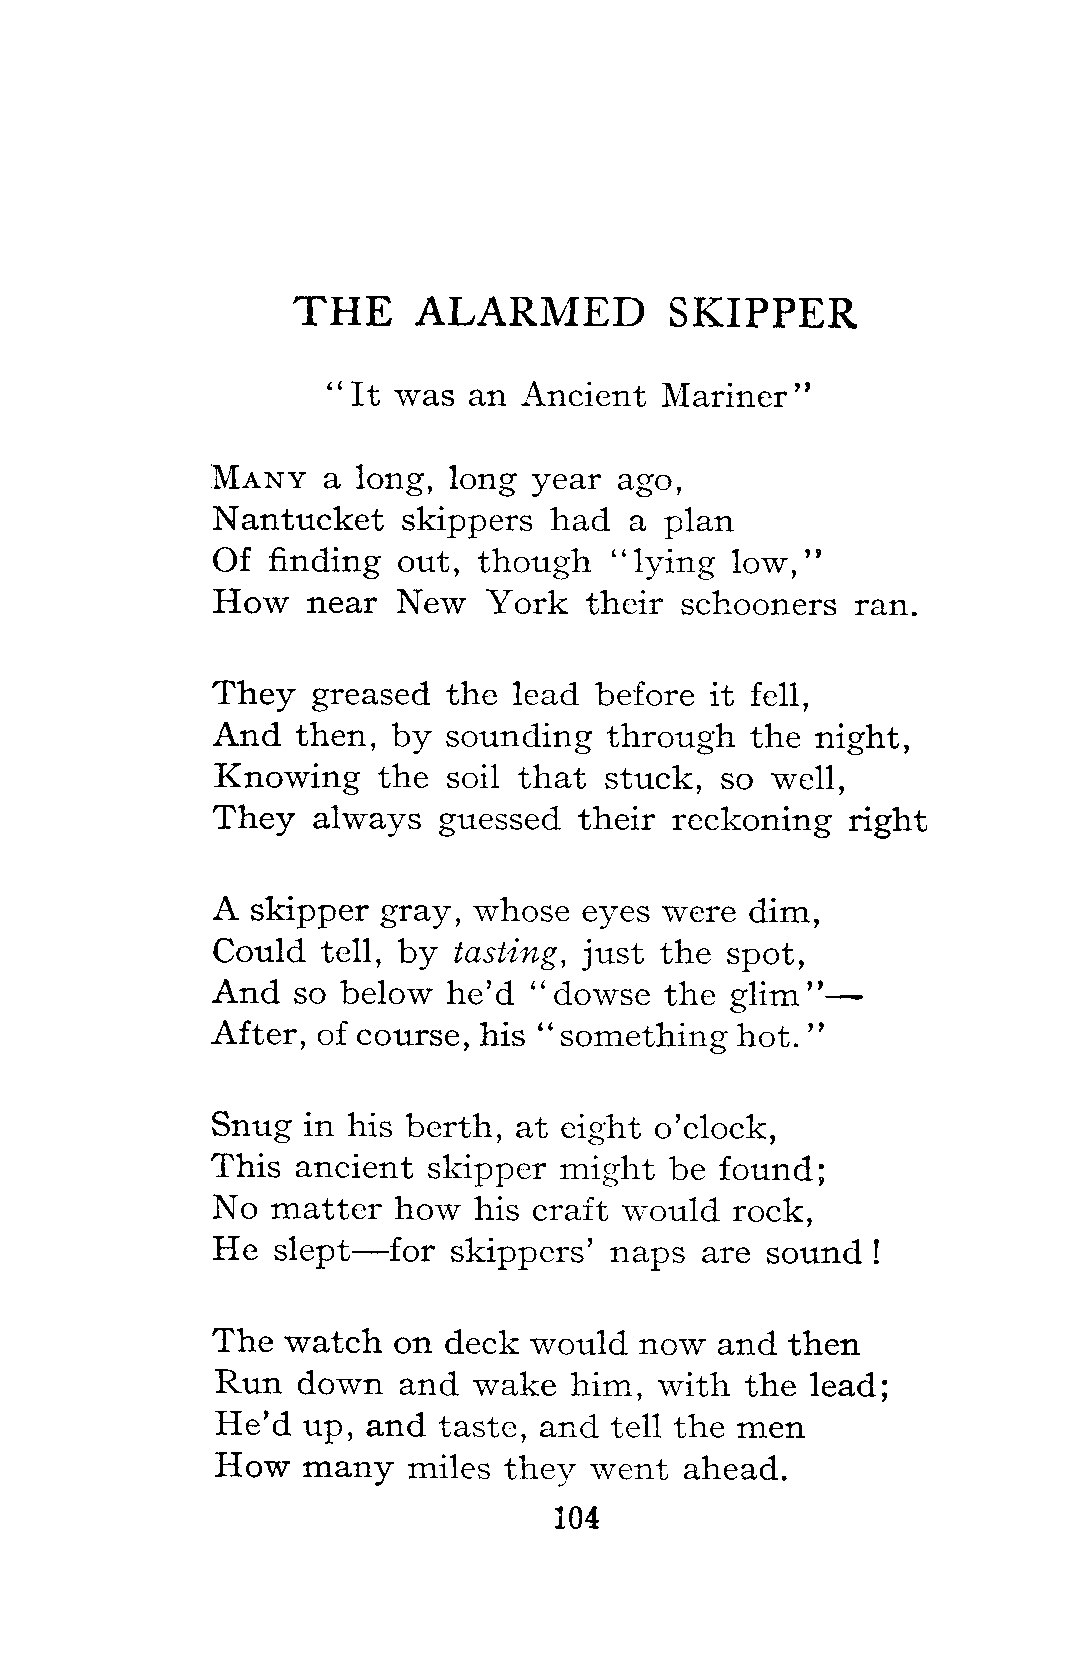 THE ALARMED SKIPPER
"It was an Ancient Mariner"
MANY a long, long year ago,
Nantucket skippers had a plan
Of finding out, though "lying low,"
How near New York their schooners ran.
They greased the lead before it fell,
And then, by sounding through the night,
Knowing the soil that stuck, so well,
They always guessed their reckoning right
A skipper gray, whose eyes were dim,
Could tell, by tasting, just the spot,
And so below he'd "dowse the glim"—
After, of course, his "something hot."
Snug in his berth, at eight o'clock,
This ancient skipper might be found;
No matter how his craft would rock,
He slept—for skippers' naps are sound!
The watch on deck would now and then
Run down and wake him, with the lead;
He'd up, and taste, and tell the men
How many miles they went ahead.
104